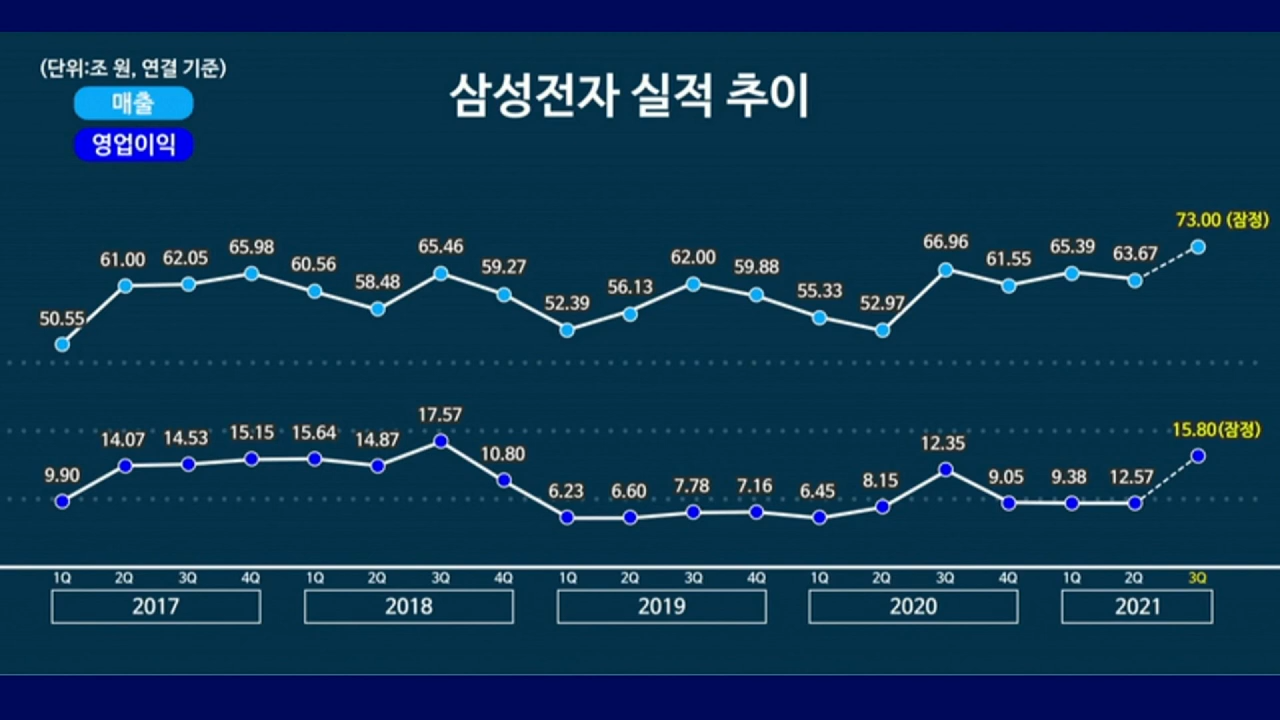 (단위:조 원, 연결 기준)
매출
영업이익
삼성전자 실적 추이
50.55 61.00 62.05 65.98 60.56 58.48 65.46 59.27 52.39 56.13 62.00 59.88 55.33 52.97 66.96 61.55 65.39 63.67 73.00 (잠정)
9.90 14.07 14.53 15.15 15.64 14.87 17.57 10.80 6.23 6.60 7.78 7.16 6.45 8.15 12.35 9.05 9.38 12.57 15.80(잠정)
1Q 2Q 3Q 4Q 1Q 2Q 3Q 4Q 1Q 2Q 3Q 4Q 1Q 2Q 3Q 4Q 1Q 2Q 3Q
2017 2018 2019 2020 2021